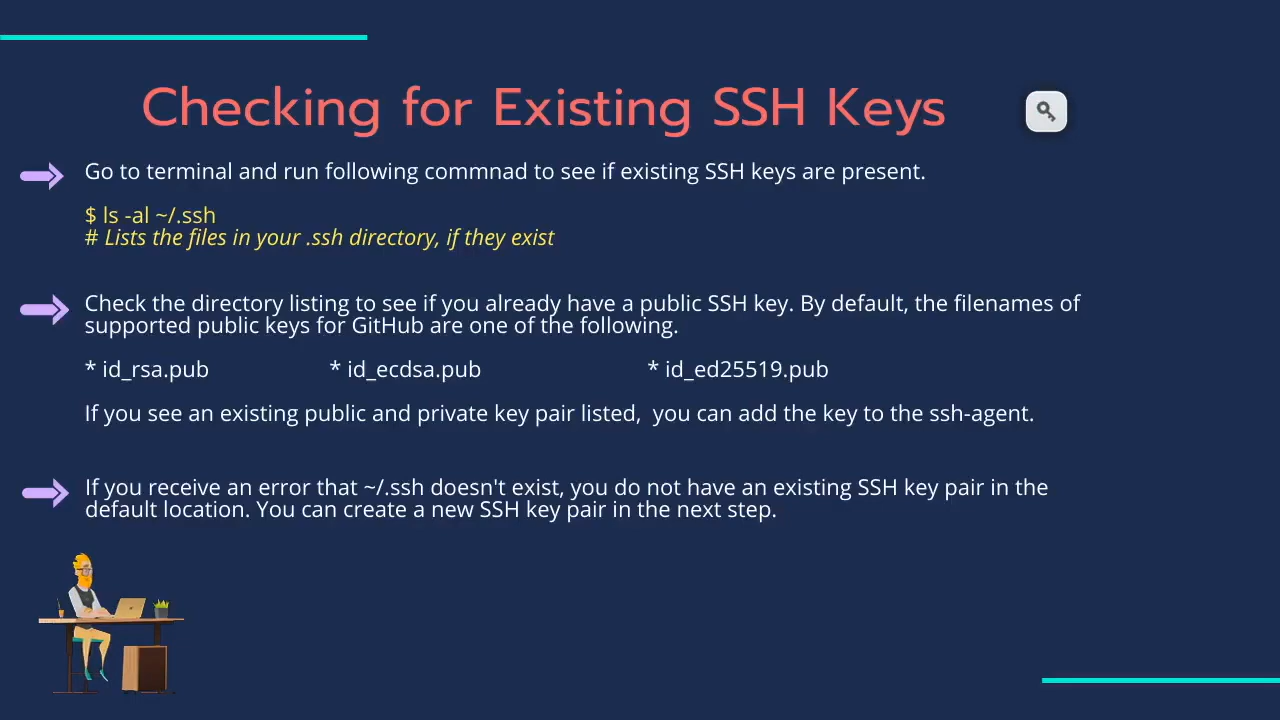 Checking for Existing SSH Keys
Go to terminal and run following commnad to see if existing SSH keys are present.
$ ls -al ~/.ssh
# Lists the files in your .ssh directory, if they exist
Check the directory listing to see if you already have a public SSH key. By default, the filenames of
supported public keys for GitHub are one of the following.
* id_rsa.pub * id_ecdsa.pub * id_ed25519.pub
If you see an existing public and private key pair listed,  you can add the key to the ssh-agent.
If you receive an error that ~/.ssh doesn't exist, you do not have an existing SSH key pair in the
default location. You can create a new SSH key pair in the next step.